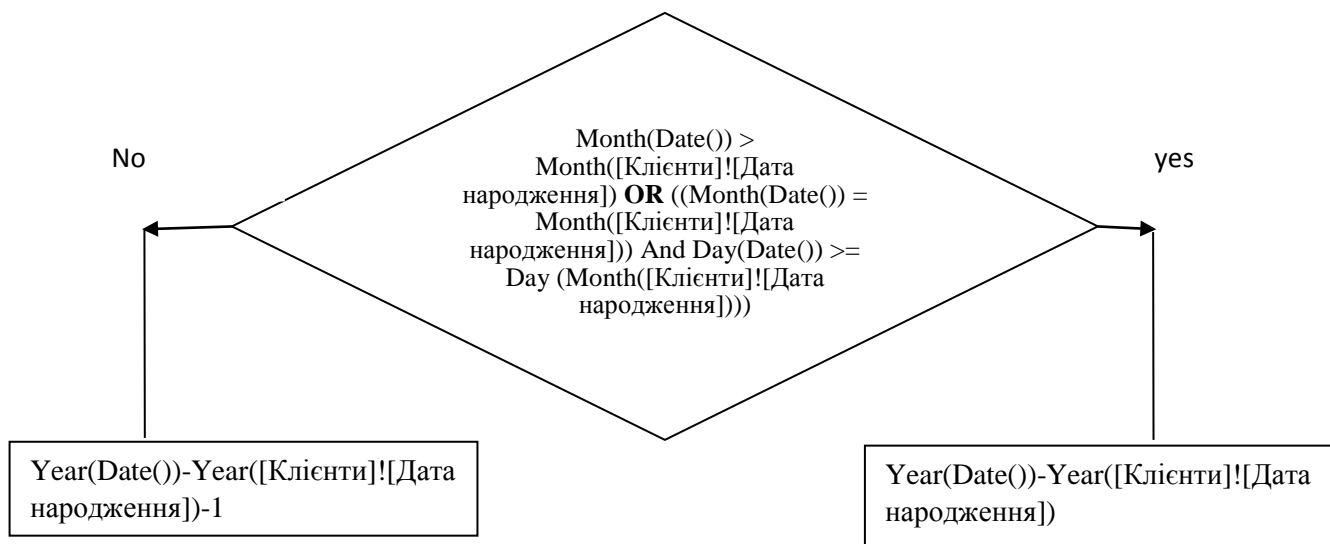 No
yes
Month(Date()) >
Month([Клієнти]![Дата
народження]) OR ((Month(Date()) =
Month([Клієнти]![Дата
народження])) And Day(Date()) >=
Day (Month([Клієнти]![Дата
народження])))
Year(Date())-Year([Клієнти]![Дата
народження])-1
Year(Date())-Year([Клієнти]![Дата
народження])